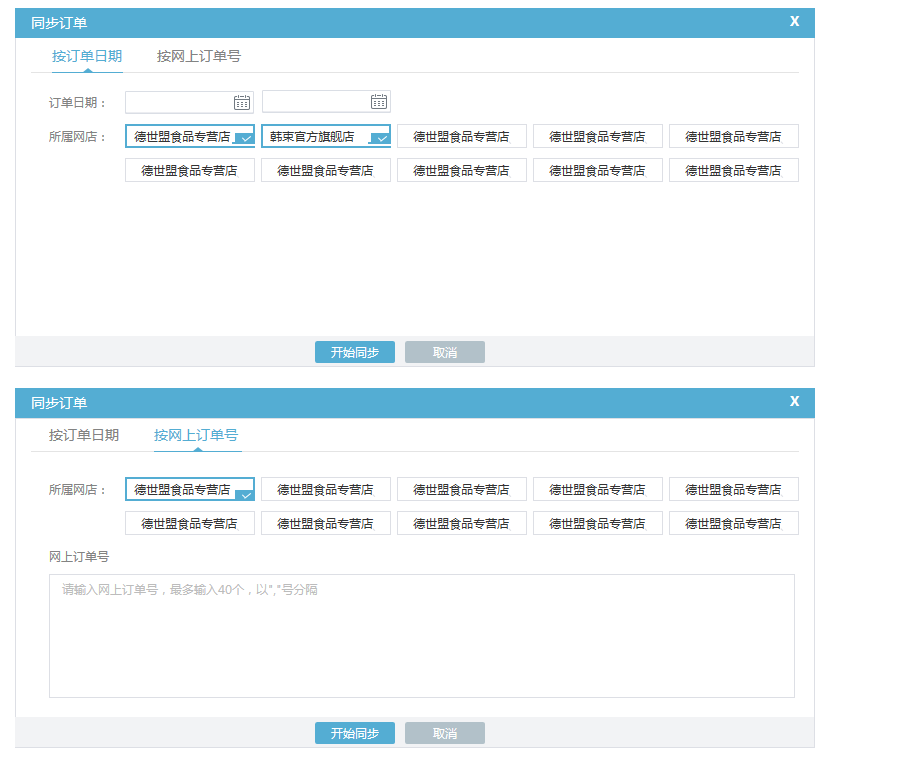 同步订单 X
按订单日期 按网上订单号
订单日期：
所属网店： 德世盟食品专营店 韩束官方旗舰店 德世盟食品专营店 德世盟食品专营店 德世盟食品专营店
德世盟食品专营店 德世盟食品专营店 德世盟食品专营店 德世盟食品专营店 德世盟食品专营店
开始同步 取消
同步订单 X
按订单日期 按网上订单号
所属网店： 德世盟食品专营店 德世盟食品专营店 德世盟食品专营店 德世盟食品专营店 德世盟食品专营店
德世盟食品专营店 德世盟食品专营店 德世盟食品专营店 德世盟食品专营店 德世盟食品专营店
网上订单号
请输入网上订单号，最多输入40个，以","号分隔
开始同步 取消